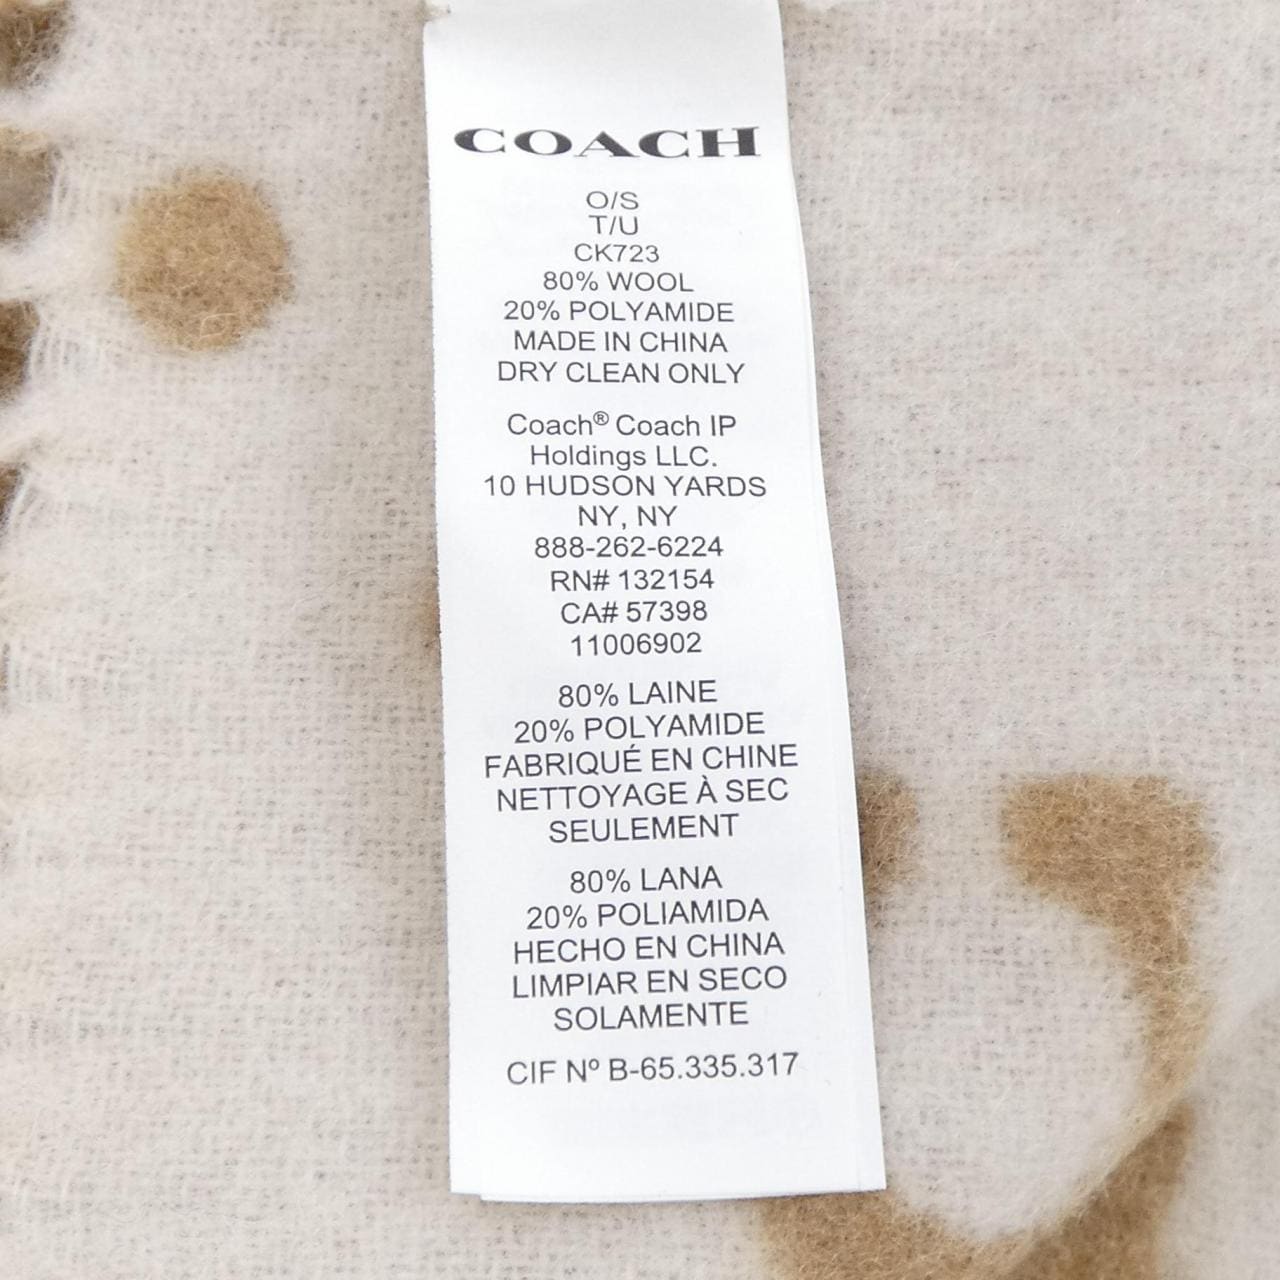 COACH
O/S
T/U
CK723
80% WOOL
20% POLYAMIDE
MADE IN CHINA
DRY CLEAN ONLY
Coach® Coach IP
Holdings LLC.
10 HUDSON YARDS
NY, NY
888-262-6224
RN# 132154
CA# 57398
11006902
80% LAINE
20% POLYAMIDE
FABRIQUÉ EN CHINE
NETTOYAGE À SEC
SEULEMENT
80% LANA
20% POLIAMIDA
HECHO EN CHINA
LIMPIAR EN SECO
SOLAMENTE
CIF Nº B-65.335.317